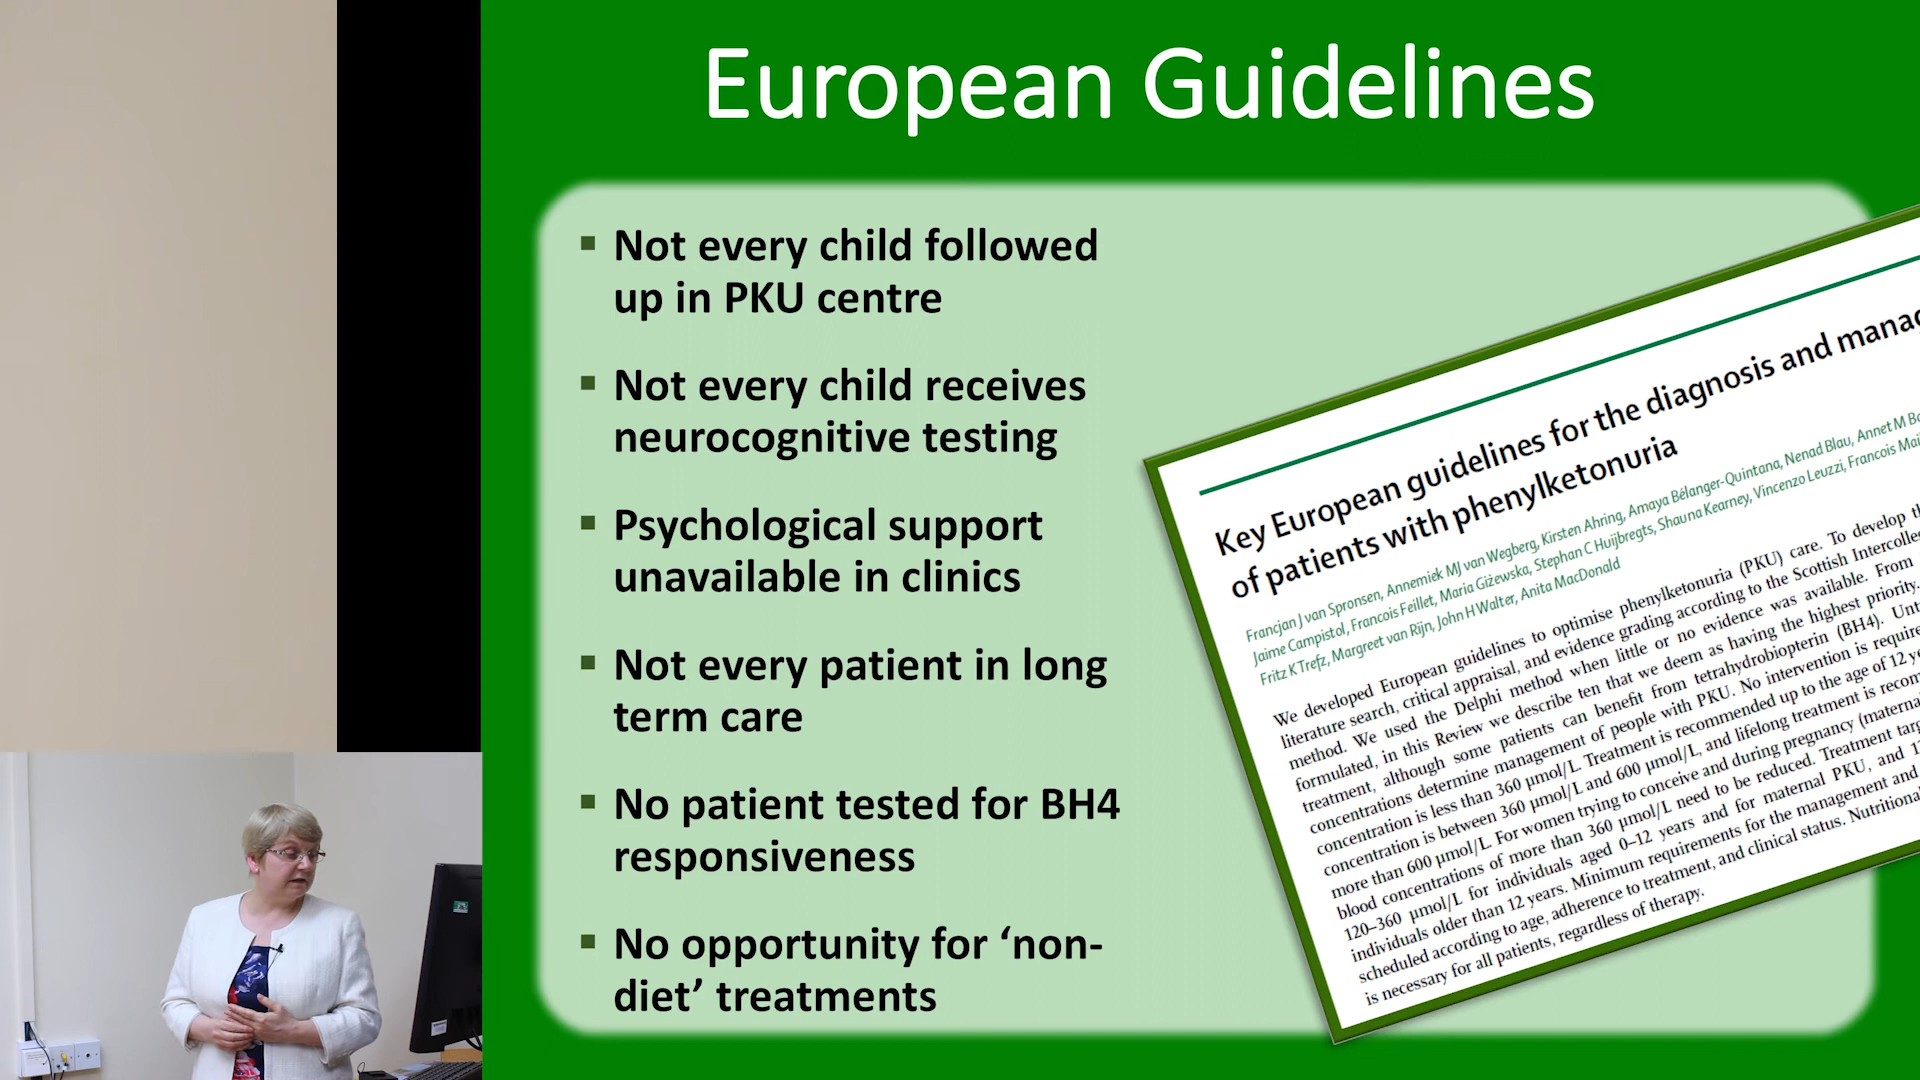 European Guidelines
▪ Not every child followed
up in PKU centre
▪ Not every child receives
neurocognitive testing
▪ Psychological support
unavailable in clinics
▪ Not every patient in long
term care
▪ No patient tested for BH4
responsiveness
▪ No opportunity for ‘non-
diet’ treatments
Key European guidelines for the diagnosis and
of patients with phenylketonuria
Francjan J van Spronsen, Annemiek MJ van Wegberg, Kirsten Ahring, Amaya Bélanger-Quintana, Nenad Blau, Annet M
Jaime Campistol, Francois Feillet, Maria Giżewska, Stephan C Huijbregts, Shauna Kearney, Vincenzo Leuzzi, Francois
Fritz K Trefz, Margreet van Rijn, John H Walter, Anita MacDonald
We developed European guidelines to optimise phenylketonuria (PKU) care. To develop
literature search, critical appraisal, and evidence grading according to the Scottish
method. We used the Delphi method when little or no evidence was available. From
formulated, in this Review we describe ten that we deem as having the highest priority.
treatment, although some patients can benefit from tetrahydrobiopterin (BH4).
concentrations determine management of people with PKU. No intervention is
concentration is less than 360 μmol/L. Treatment is recommended up to the age of 12
concentration is between 360 μmol/L and 600 μmol/L, and lifelong treatment is
more than 600 μmol/L. For women trying to conceive and during pregnancy
blood concentrations of more than 360 μmol/L need to be reduced. Treatment
120–360 μmol/L for individuals aged 0–12 years and for maternal PKU, and
individuals older than 12 years. Minimum requirements for the management and
scheduled according to age, adherence to treatment, and clinical status.
is necessary for all patients, regardless of therapy.